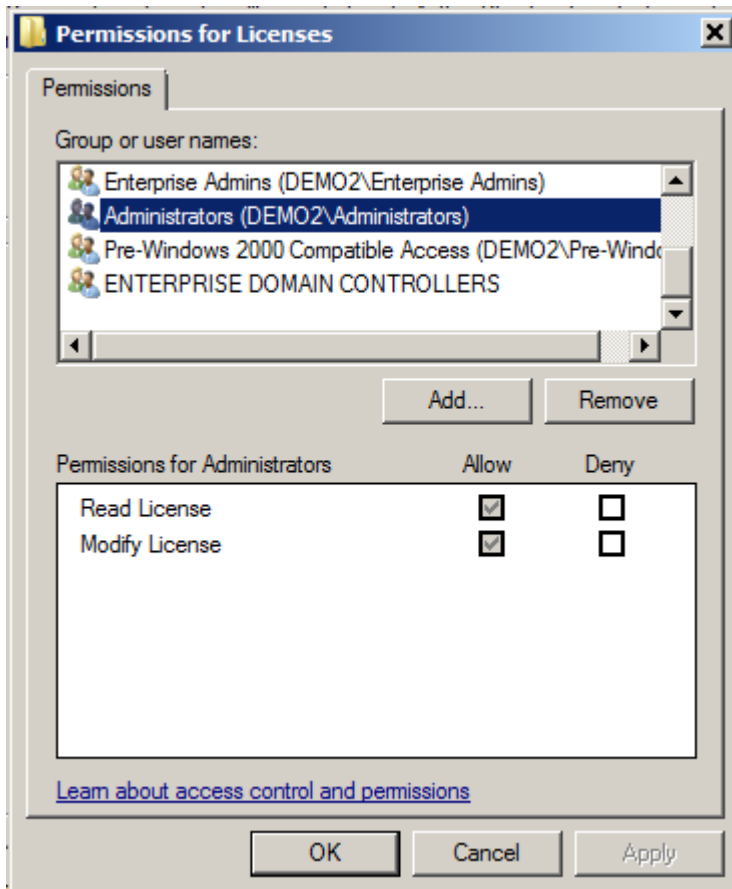 Permissions for Licenses
Permissions
Group or user names:
Enterprise Admins (DEMO2\Enterprise Admins)
Administrators (DEMO2\Administrators)
Pre-Windows 2000 Compatible Access (DEMO2\Pre-Windo
ENTERPRISE DOMAIN CONTROLLERS
Add... Remove
Permissions for Administrators Allow Deny
Read License
Modify License
Learn about access control and permissions
OK Cancel Apply